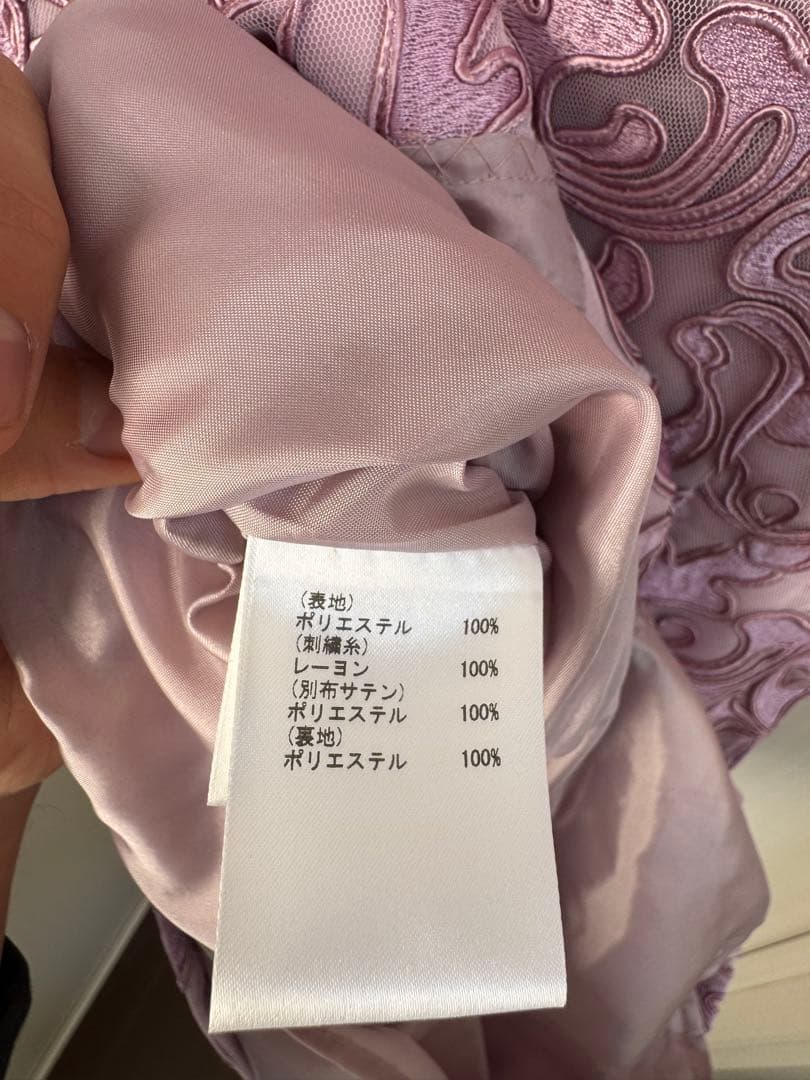 (表地)
ポリエステル 100%
(刺繍糸)
レーヨン 100%
(別布サテン)
ポリエステル 100%
(裏地)
ポリエステル 100%